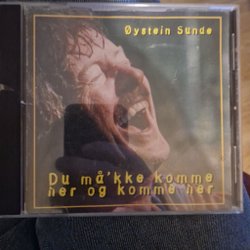 Øystein Sunde
Du må'kke komme
her og komme her